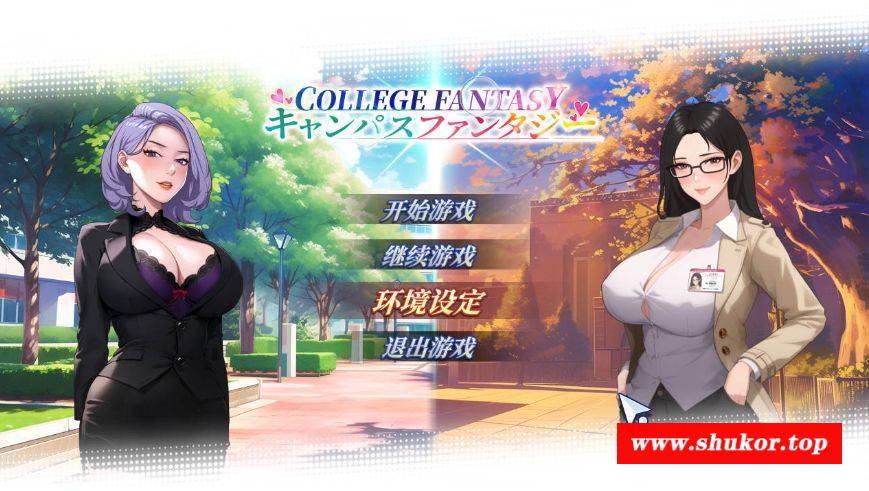 COLLEGE FANTASY
キャンパスファンタジー
开始游戏
继续游戏
环境设定
退出游戏
www.shukor.top